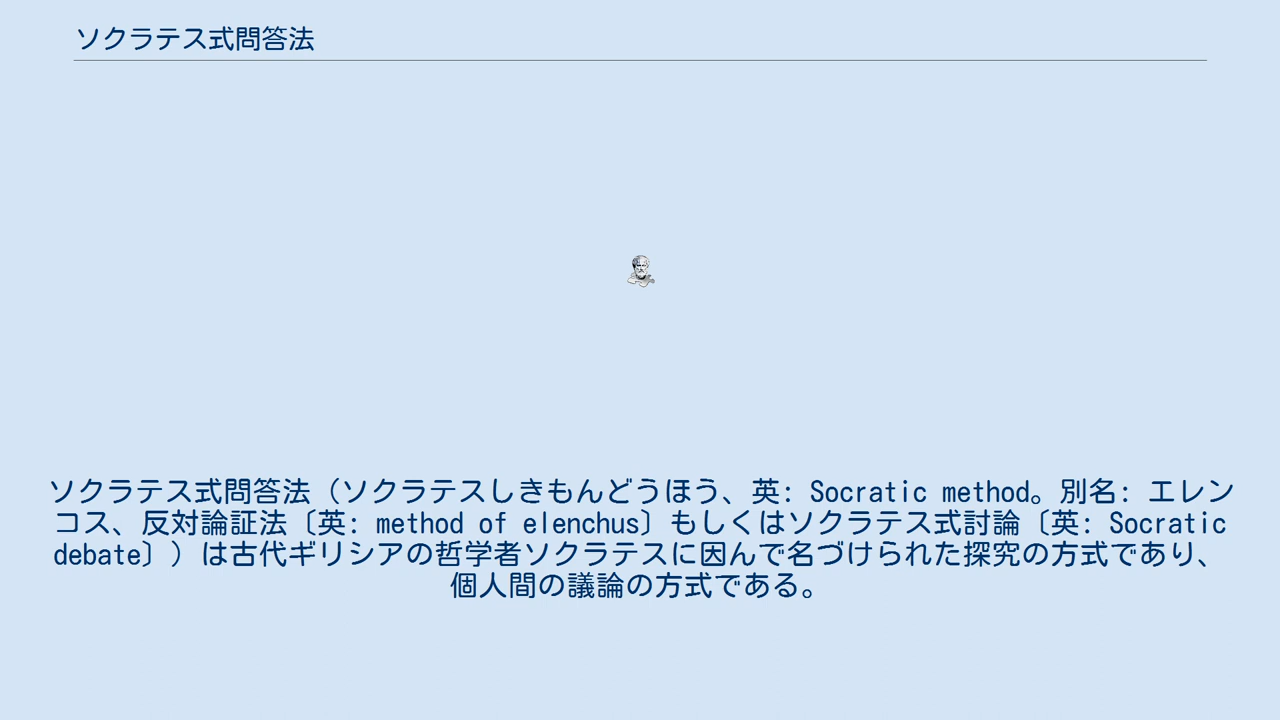 ソクラテス式問答法
ソクラテス式問答法（ソクラテスしきもんどうほう、英: Socratic method。別名: エレン
コス、反対論証法〔英: method of elenchus〕もしくはソクラテス式討論〔英: Socratic
debate〕）は古代ギリシアの哲学者ソクラテスに因んで名づけられた探究の方式であり、
個人間の議論の方式である。